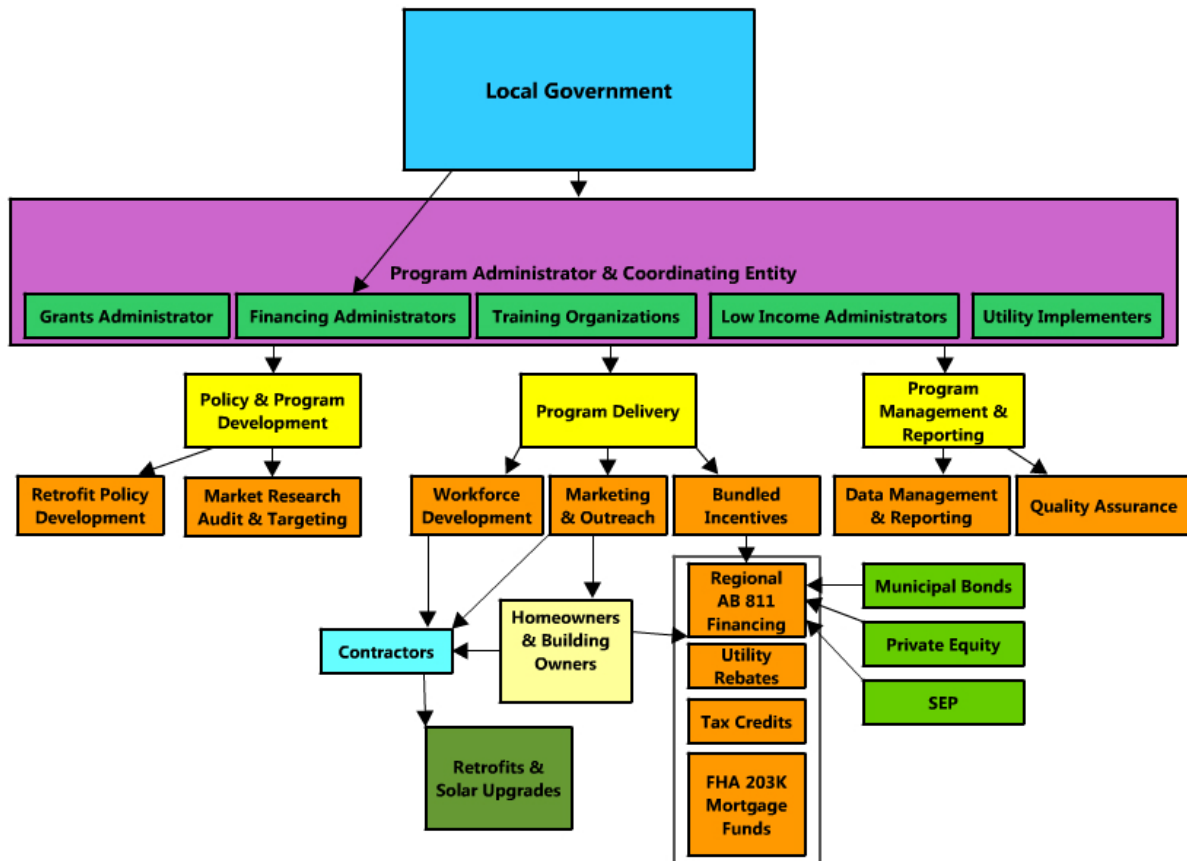 Local Government
Program Administrator & Coordinating Entity
Grants Administrator
Financing Administrators
Training Organizations
Low Income Administrators
Utility Implementers
Policy & Program
Development
Program Delivery
Program
Management &
Reporting
Retrofit Policy
Development
Market Research
Audit & Targeting
Workforce
Development
Marketing
& Outreach
Bundled
Incentives
Data Management
& Reporting
Quality Assurance
Regional
AB 811
Financing
Municipal Bonds
Homeowners
& Building
Owners
Contractors
Private Equity
Utility
Rebates
SEP
Tax Credits
Retrofits &
Solar Upgrades
FHA 203K
Mortgage
Funds